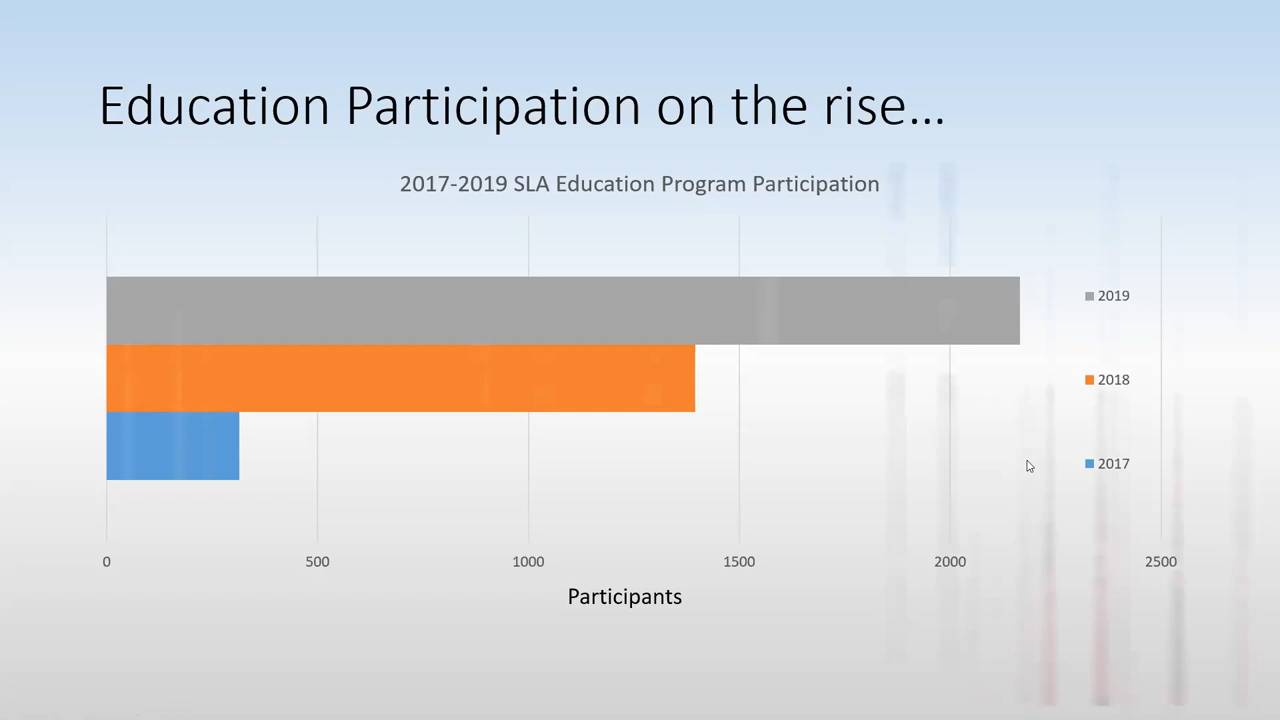 Education Participation on the rise...
2017-2019 SLA Education Program Participation
2019
2018
2017
0 500 1000 1500 2000 2500
Participants